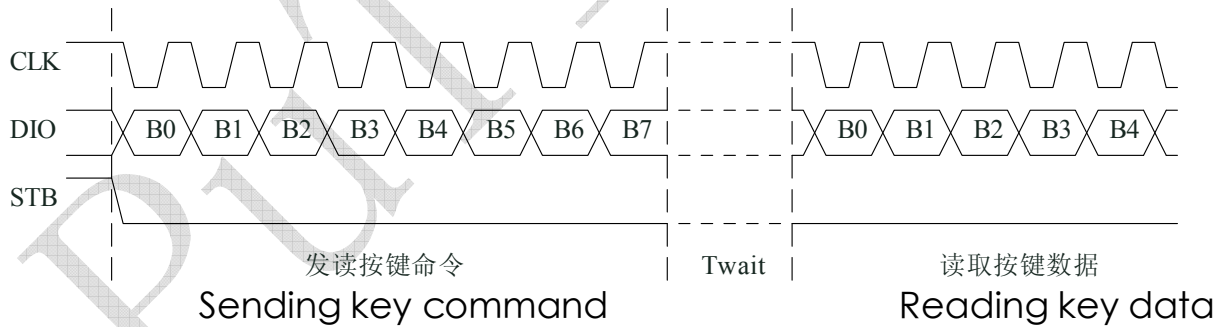 CLK
DIO B0 B1 B2 B3 B4 B5 B6 B7 B0 B1 B2 B3 B4
STB
发读按键命令 Twait 读取按键数据
Sending key command Reading key data